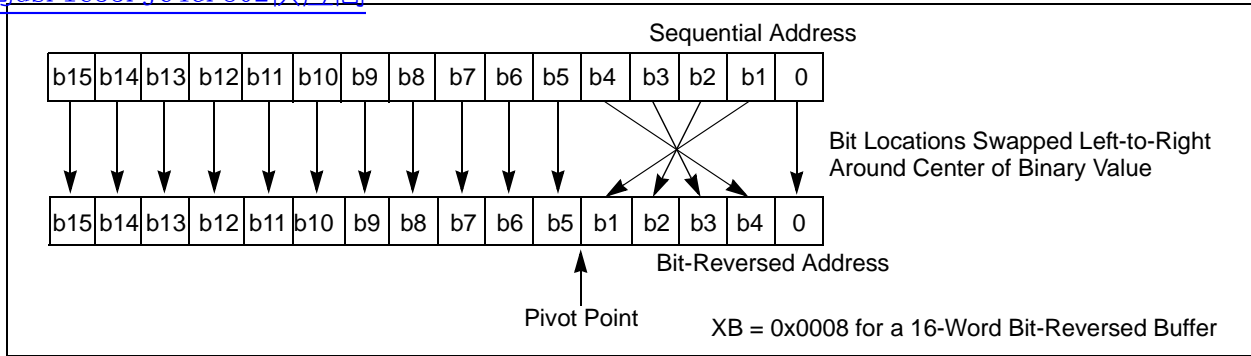 Sequential Address
b15 b14 b13 b12 b11 b10 b9 b8 b7 b6 b5 b4 b3 b2 b1 0
Bit Locations Swapped Left-to-Right
Around Center of Binary Value
b15 b14 b13 b12 b11 b10 b9 b8 b7 b6 b5 b1 b2 b3 b4 0
Bit-Reversed Address
Pivot Point
XB = 0x0008 for a 16-Word Bit-Reversed Buffer